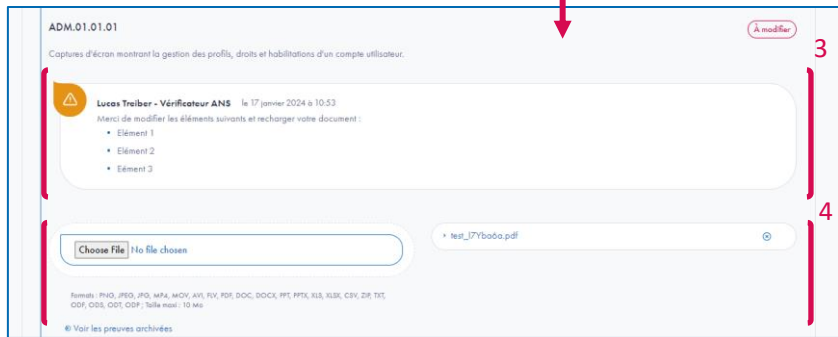 ADM.01.01.01
À modifier
3
Captures d'écran montrant la gestion des profils, droits et habilitations d'un compte utilisateur.
Lucas Treiber - Vérificateur ANS le 17 janvier 2024 à 10:53
Merci de modifier les éléments suivants et recharger votre document :
• Elément 1
• Elément 2
• Eément 3
4
Choose File No file chosen
test_l7Yba6a.pdf
Formats : PNG, JPEG, JPG, MP4, MOV, AVI, FLV, PDF, DOC, DOCX, PPT, PPTX, XLS, XLSX, CSV, ZIP, TXT,
ODF, ODS, ODT, ODP ; Taille maxi : 10 Mo
Voir les preuves archivées